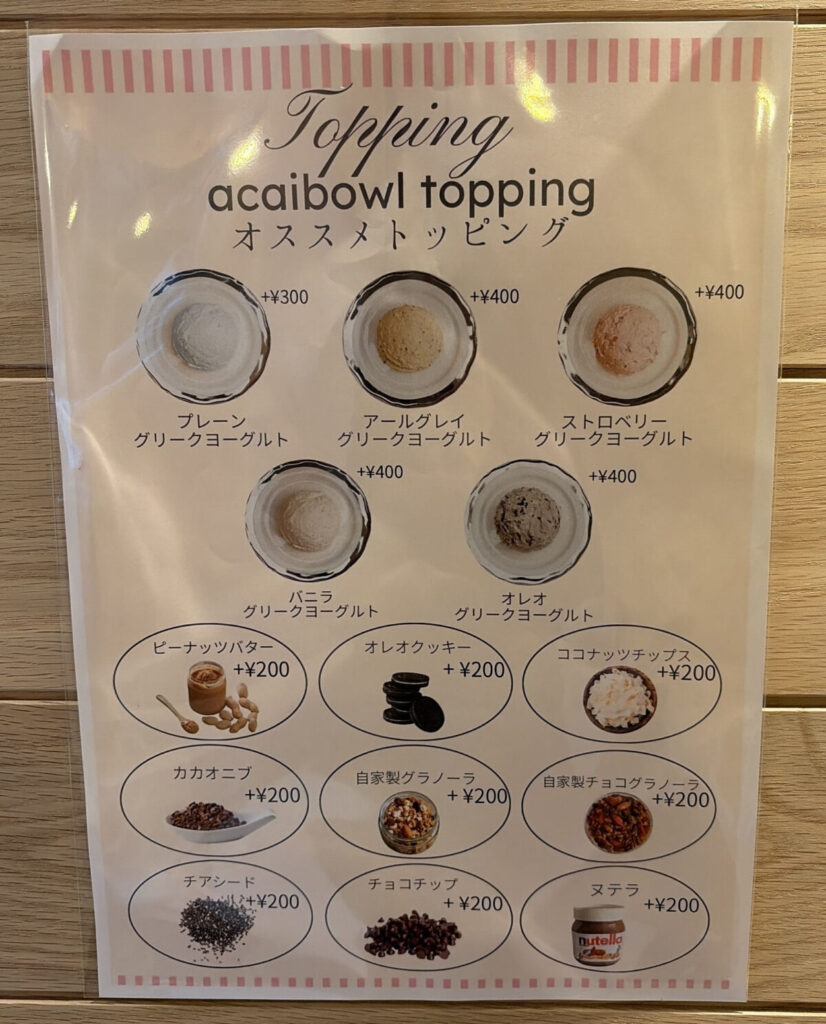 Topping
acaibowl topping
オススメトッピング
+¥300
+¥400
+¥400
プレーン
グリークヨーグルト
アールグレイ
グリークヨーグルト
ストロベリー
グリークヨーグルト
+¥400
+¥400
バニラ
グリークヨーグルト
オレオ
グリークヨーグルト
ピーナッツバター
+¥200
オレオクッキー
+¥200
ココナッツチップス
+¥200
カカオニブ
+¥200
自家製グラノーラ
+¥200
自家製チョコグラノーラ
+¥200
チアシード
+¥200
チョコチップ
+¥200
ヌテラ
+¥200
nutella